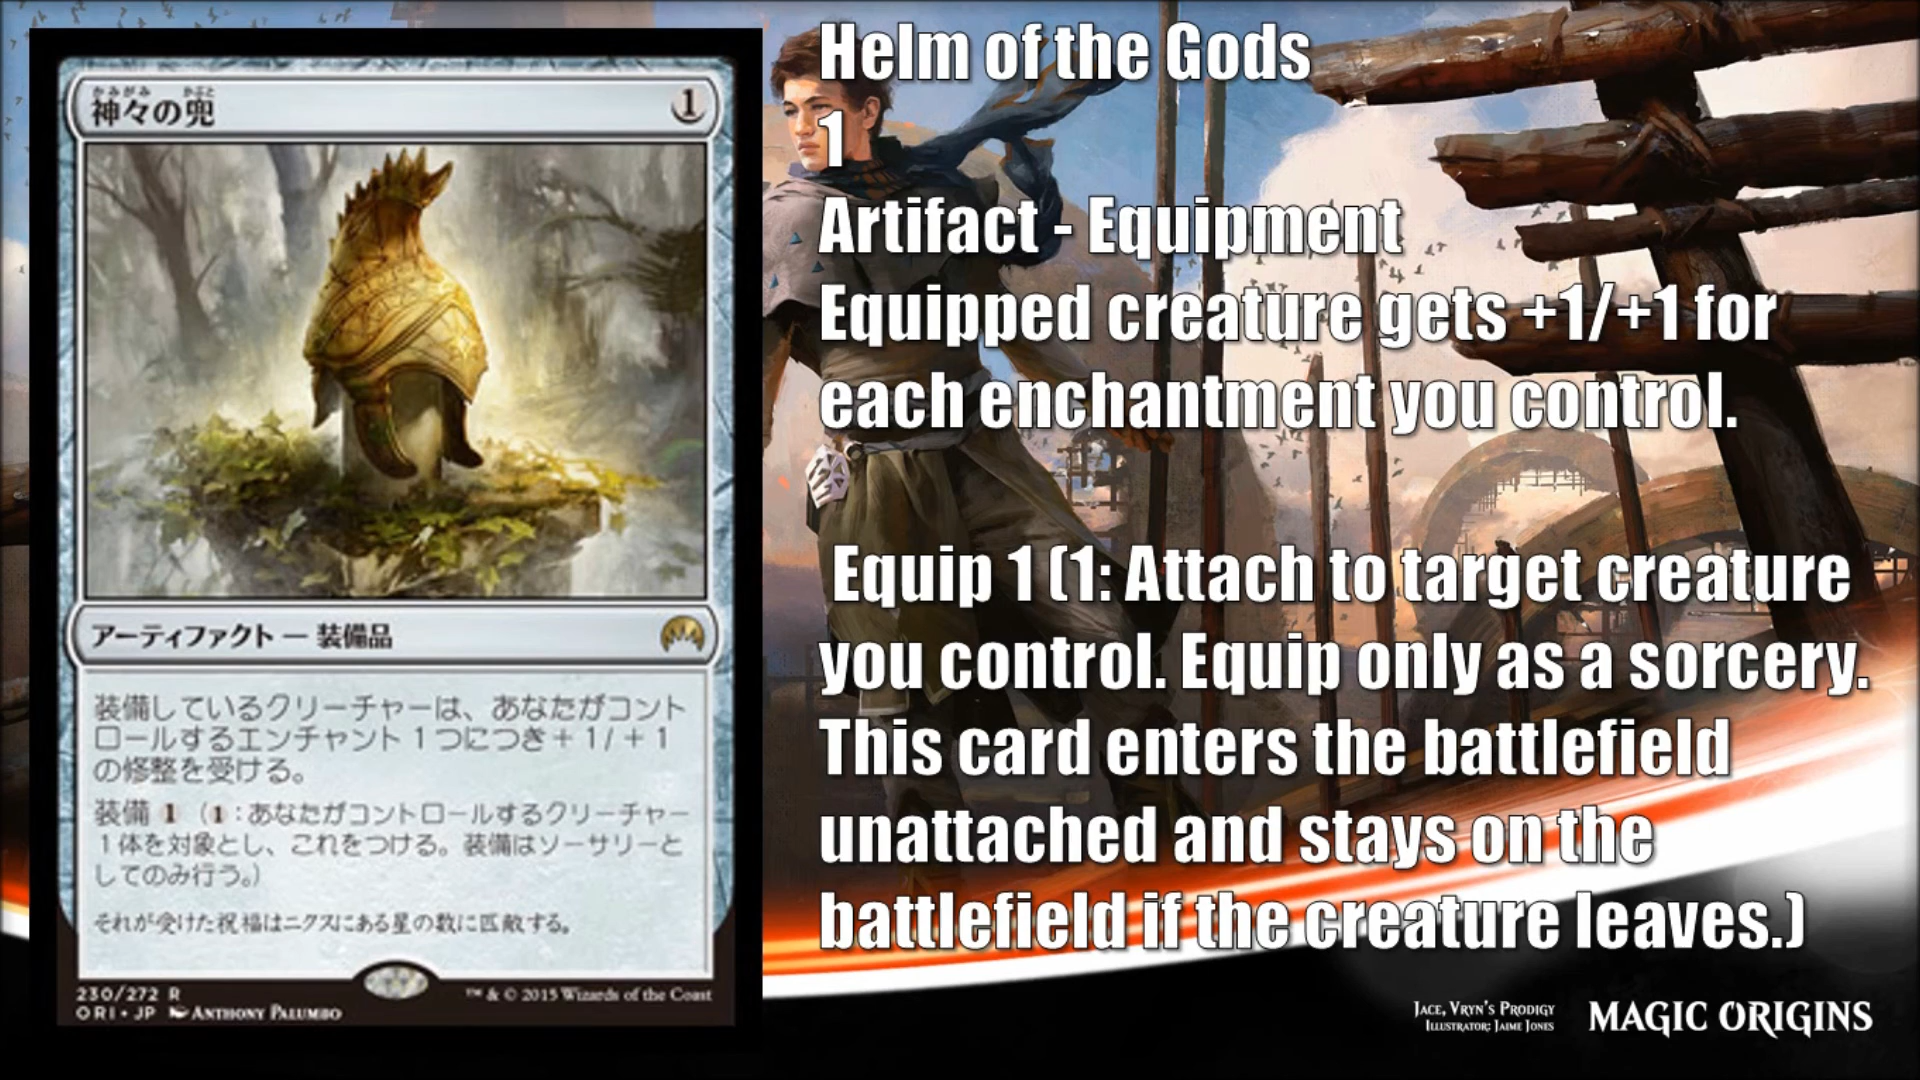 かみがみ かぶと
神々の兜 1
アーティファクト — 装備品
装備しているクリーチャーは、あなたがコント
ロールするエンチャント1つにつき+1/+1
の修整を受ける。
装備 1 (1:あなたがコントロールするクリーチャー
1体を対象とし、これをつける。装備はソーサリーと
してのみ行う。)
それが受けた祝福はニクスにある星の数に匹敵する。
230/272 R
ORI • JP ANTHONY PALUMBO
™ & © 2015 Wizards of the Coast
Helm of the Gods
1
Artifact - Equipment
Equipped creature gets +1/+1 for
each enchantment you control.
Equip 1 (1: Attach to target creature
you control. Equip only as a sorcery.
This card enters the battlefield
unattached and stays on the
battlefield if the creature leaves.)
JACE, VRYN'S PRODIGY
ILLUSTRATOR: JAIME JONES
MAGIC ORIGINS